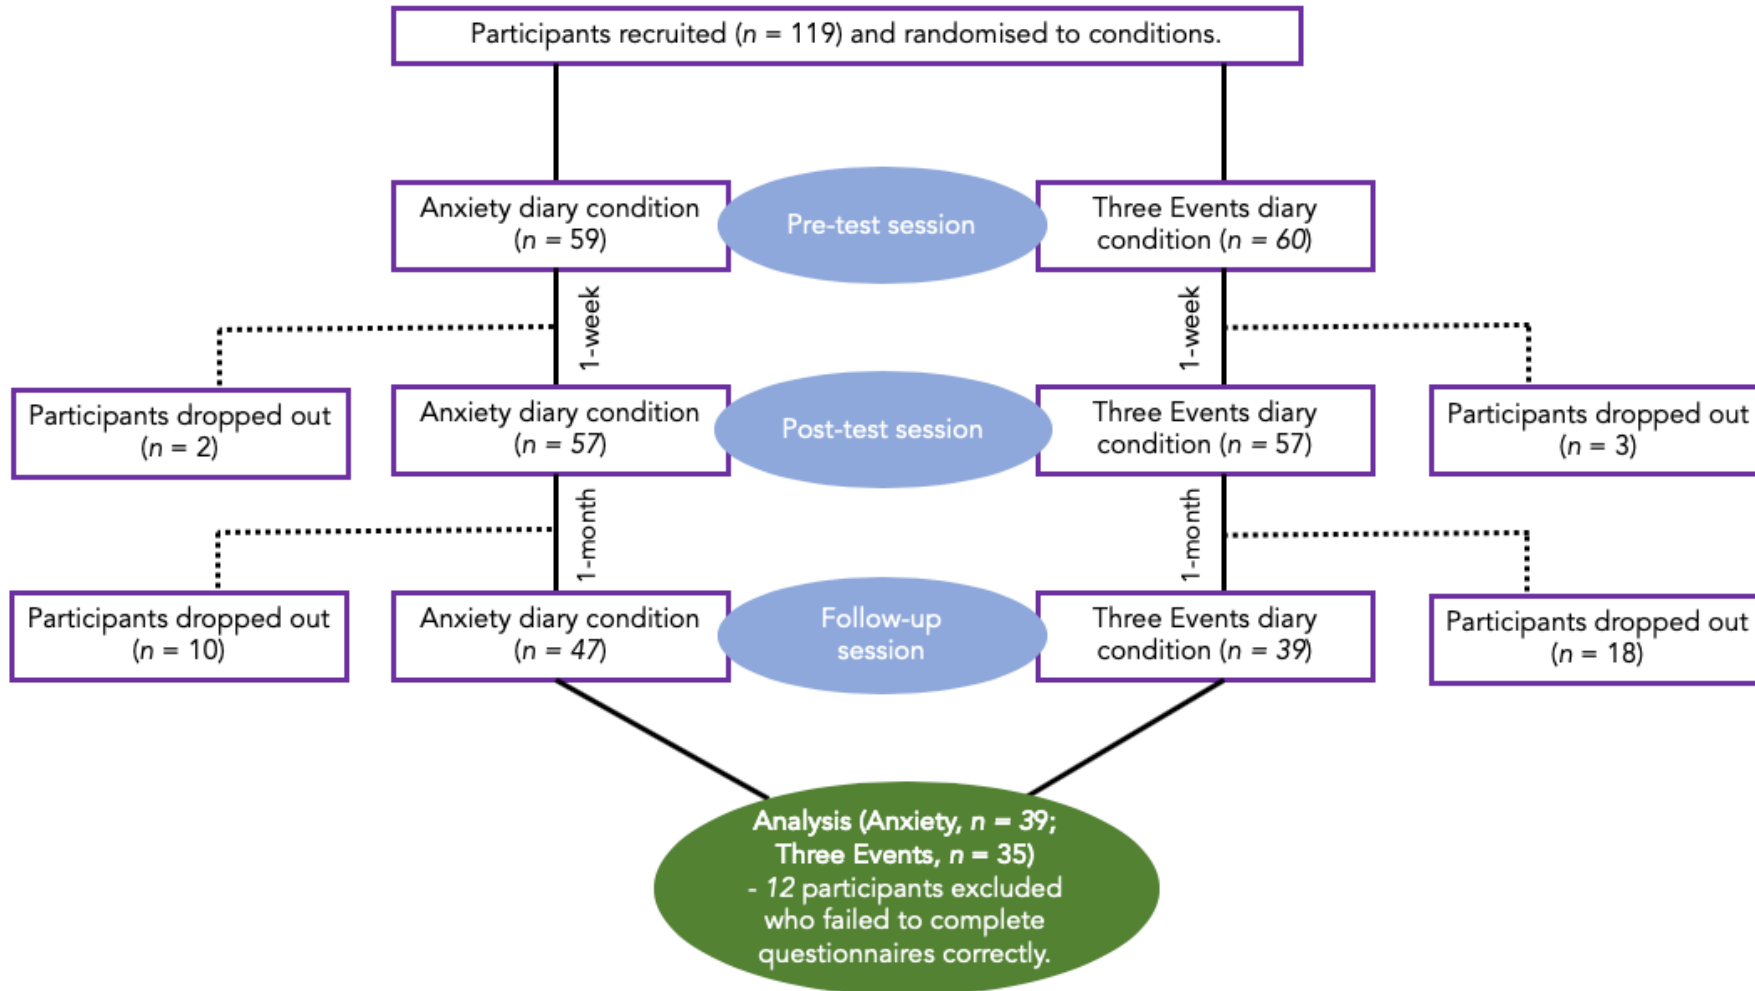 Participants recruited (n = 119) and randomised to conditions.
Anxiety diary condition
(n = 59)
Pre-test session
Three Events diary
condition (n = 60)
1-week
1-week
Participants dropped out
(n = 2)
Anxiety diary condition
(n = 57)
Post-test session
Three Events diary
condition (n = 57)
Participants dropped out
(n = 3)
1-month
1-month
Participants dropped out
(n = 10)
Anxiety diary condition
(n = 47)
Follow-up
session
Three Events diary
condition (n = 39)
Participants dropped out
(n = 18)
Analysis (Anxiety, n = 39;
Three Events, n = 35)
- 12 participants excluded
who failed to complete
questionnaires correctly.